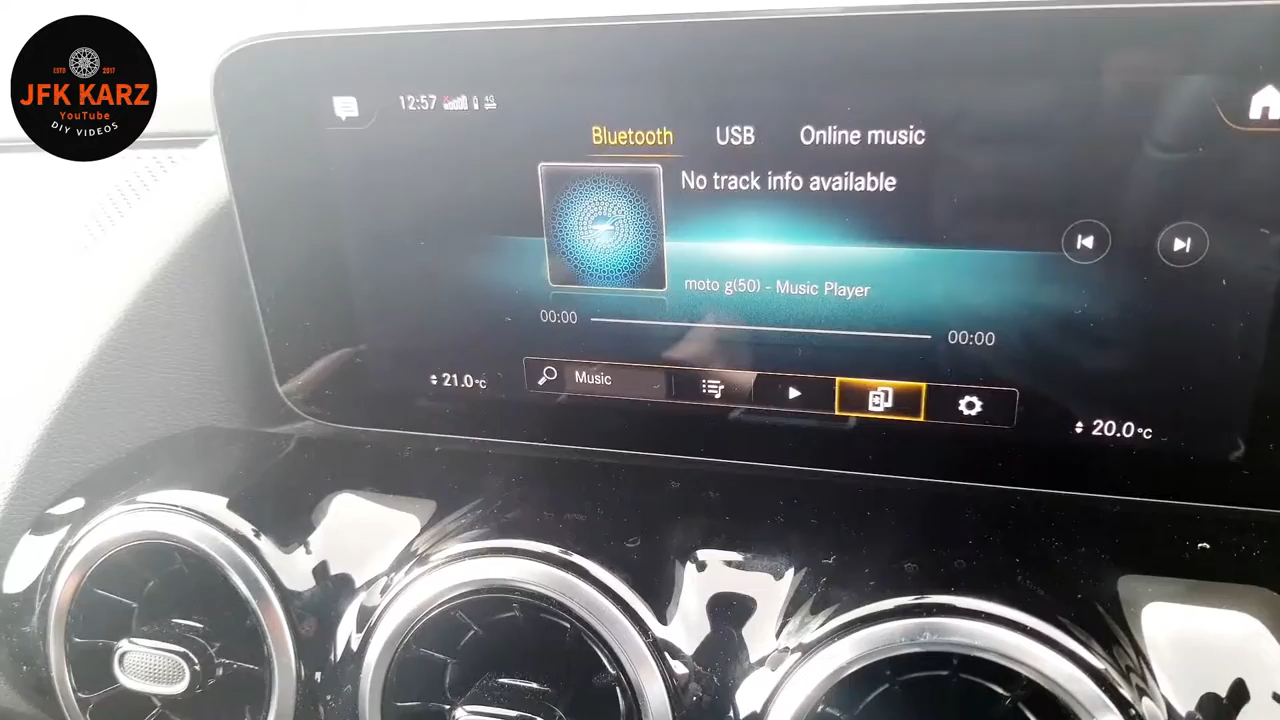 ESTD 2017
JFK KARZ
YouTube
DIY VIDEOS
12:57 4G
Bluetooth USB Online music
No track info available
moto g(50) - Music Player
00:00 00:00
21.0°C Music 20.0°C